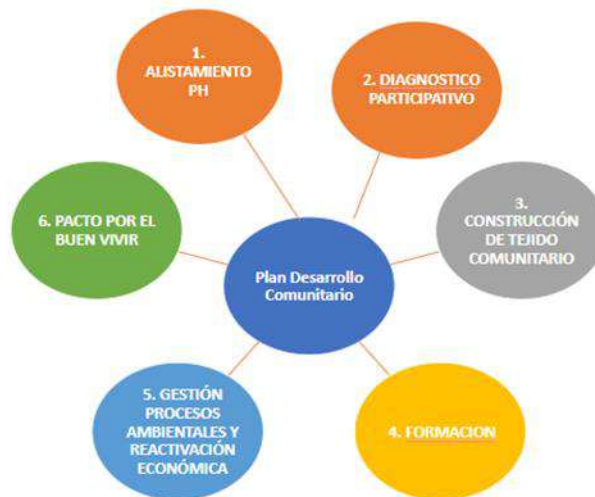 1.
ALISTAMIENTO
PH
2. DIAGNOSTICO
PARTICIPATIVO
3.
CONSTRUCCIÓN
DE TEJIDO
COMUNITARIO
4. FORMACION
5. GESTIÓN
PROCESOS
AMBIENTALES Y
REACTIVACIÓN
ECONÓMICA
6. PACTO POR EL
BUEN VIVIR
Plan Desarrollo
Comunitario